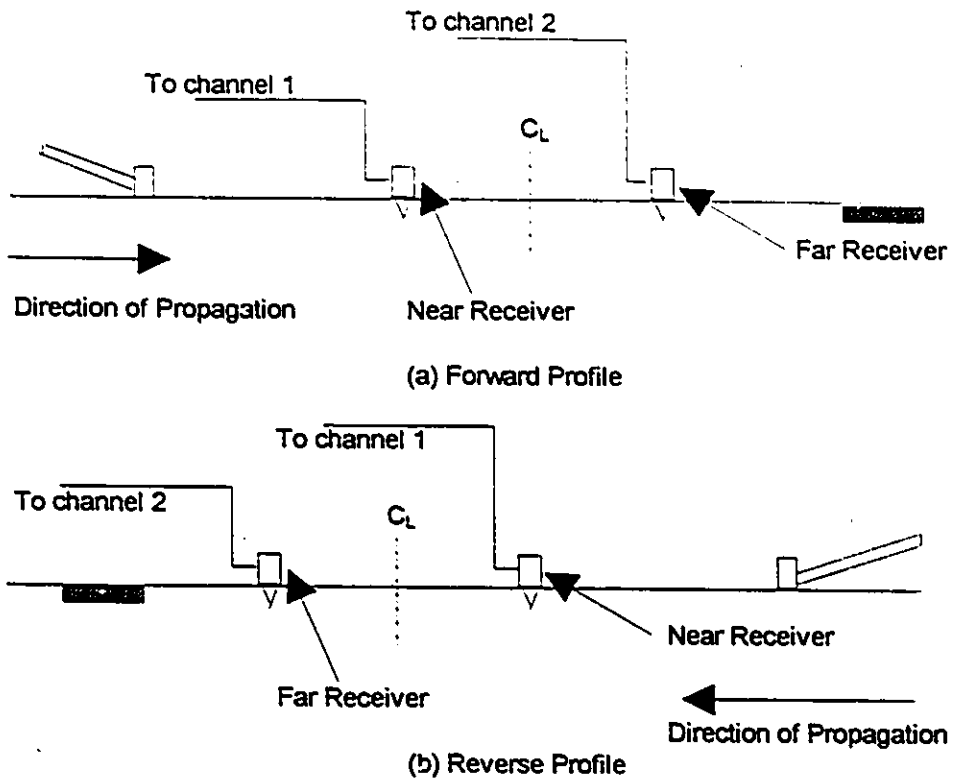 To channel 2
To channel 1
CL
Far Receiver
Direction of Propagation
Near Receiver
(a) Forward Profile
To channel 1
To channel 2
CL
Near Receiver
Far Receiver
Direction of Propagation
(b) Reverse Profile